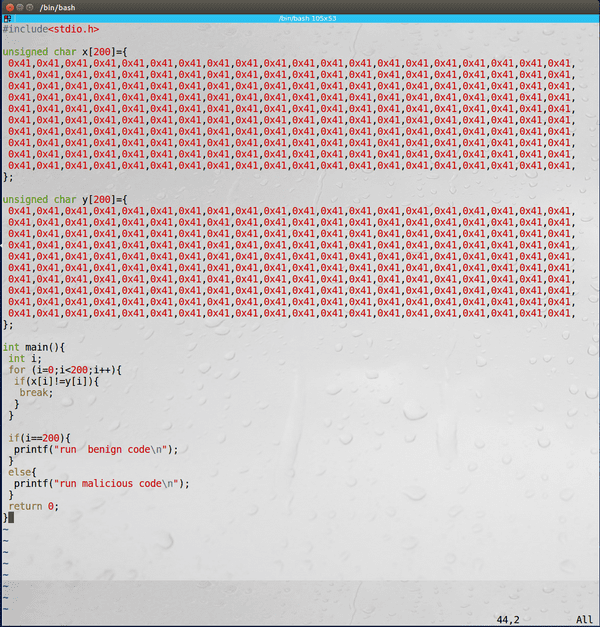 /bin/bash
/bin/bash 105x53
#include<stdio.h>
unsigned char x[200]={
0x41,0x41,0x41,0x41,0x41,0x41,0x41,0x41,0x41,0x41,0x41,0x41,0x41,0x41,0x41,0x41,0x41,0x41,0x41,0x41,
0x41,0x41,0x41,0x41,0x41,0x41,0x41,0x41,0x41,0x41,0x41,0x41,0x41,0x41,0x41,0x41,0x41,0x41,0x41,0x41,
0x41,0x41,0x41,0x41,0x41,0x41,0x41,0x41,0x41,0x41,0x41,0x41,0x41,0x41,0x41,0x41,0x41,0x41,0x41,0x41,
0x41,0x41,0x41,0x41,0x41,0x41,0x41,0x41,0x41,0x41,0x41,0x41,0x41,0x41,0x41,0x41,0x41,0x41,0x41,0x41,
0x41,0x41,0x41,0x41,0x41,0x41,0x41,0x41,0x41,0x41,0x41,0x41,0x41,0x41,0x41,0x41,0x41,0x41,0x41,0x41,
0x41,0x41,0x41,0x41,0x41,0x41,0x41,0x41,0x41,0x41,0x41,0x41,0x41,0x41,0x41,0x41,0x41,0x41,0x41,0x41,
0x41,0x41,0x41,0x41,0x41,0x41,0x41,0x41,0x41,0x41,0x41,0x41,0x41,0x41,0x41,0x41,0x41,0x41,0x41,0x41,
0x41,0x41,0x41,0x41,0x41,0x41,0x41,0x41,0x41,0x41,0x41,0x41,0x41,0x41,0x41,0x41,0x41,0x41,0x41,0x41,
0x41,0x41,0x41,0x41,0x41,0x41,0x41,0x41,0x41,0x41,0x41,0x41,0x41,0x41,0x41,0x41,0x41,0x41,0x41,0x41,
0x41,0x41,0x41,0x41,0x41,0x41,0x41,0x41,0x41,0x41,0x41,0x41,0x41,0x41,0x41,0x41,0x41,0x41,0x41,0x41,
};
unsigned char y[200]={
0x41,0x41,0x41,0x41,0x41,0x41,0x41,0x41,0x41,0x41,0x41,0x41,0x41,0x41,0x41,0x41,0x41,0x41,0x41,0x41,
0x41,0x41,0x41,0x41,0x41,0x41,0x41,0x41,0x41,0x41,0x41,0x41,0x41,0x41,0x41,0x41,0x41,0x41,0x41,0x41,
0x41,0x41,0x41,0x41,0x41,0x41,0x41,0x41,0x41,0x41,0x41,0x41,0x41,0x41,0x41,0x41,0x41,0x41,0x41,0x41,
0x41,0x41,0x41,0x41,0x41,0x41,0x41,0x41,0x41,0x41,0x41,0x41,0x41,0x41,0x41,0x41,0x41,0x41,0x41,0x41,
0x41,0x41,0x41,0x41,0x41,0x41,0x41,0x41,0x41,0x41,0x41,0x41,0x41,0x41,0x41,0x41,0x41,0x41,0x41,0x41,
0x41,0x41,0x41,0x41,0x41,0x41,0x41,0x41,0x41,0x41,0x41,0x41,0x41,0x41,0x41,0x41,0x41,0x41,0x41,0x41,
0x41,0x41,0x41,0x41,0x41,0x41,0x41,0x41,0x41,0x41,0x41,0x41,0x41,0x41,0x41,0x41,0x41,0x41,0x41,0x41,
0x41,0x41,0x41,0x41,0x41,0x41,0x41,0x41,0x41,0x41,0x41,0x41,0x41,0x41,0x41,0x41,0x41,0x41,0x41,0x41,
0x41,0x41,0x41,0x41,0x41,0x41,0x41,0x41,0x41,0x41,0x41,0x41,0x41,0x41,0x41,0x41,0x41,0x41,0x41,0x41,
0x41,0x41,0x41,0x41,0x41,0x41,0x41,0x41,0x41,0x41,0x41,0x41,0x41,0x41,0x41,0x41,0x41,0x41,0x41,0x41,
};
int main(){
int i;
for (i=0;i<200;i++){
if(x[i]!=y[i]){
break;
}
}
if(i==200){
printf("run  benign code\n");
}
else{
printf("run malicious code\n");
}
return 0;
}
~
~
~
~
~
~
~
~
44,2 All